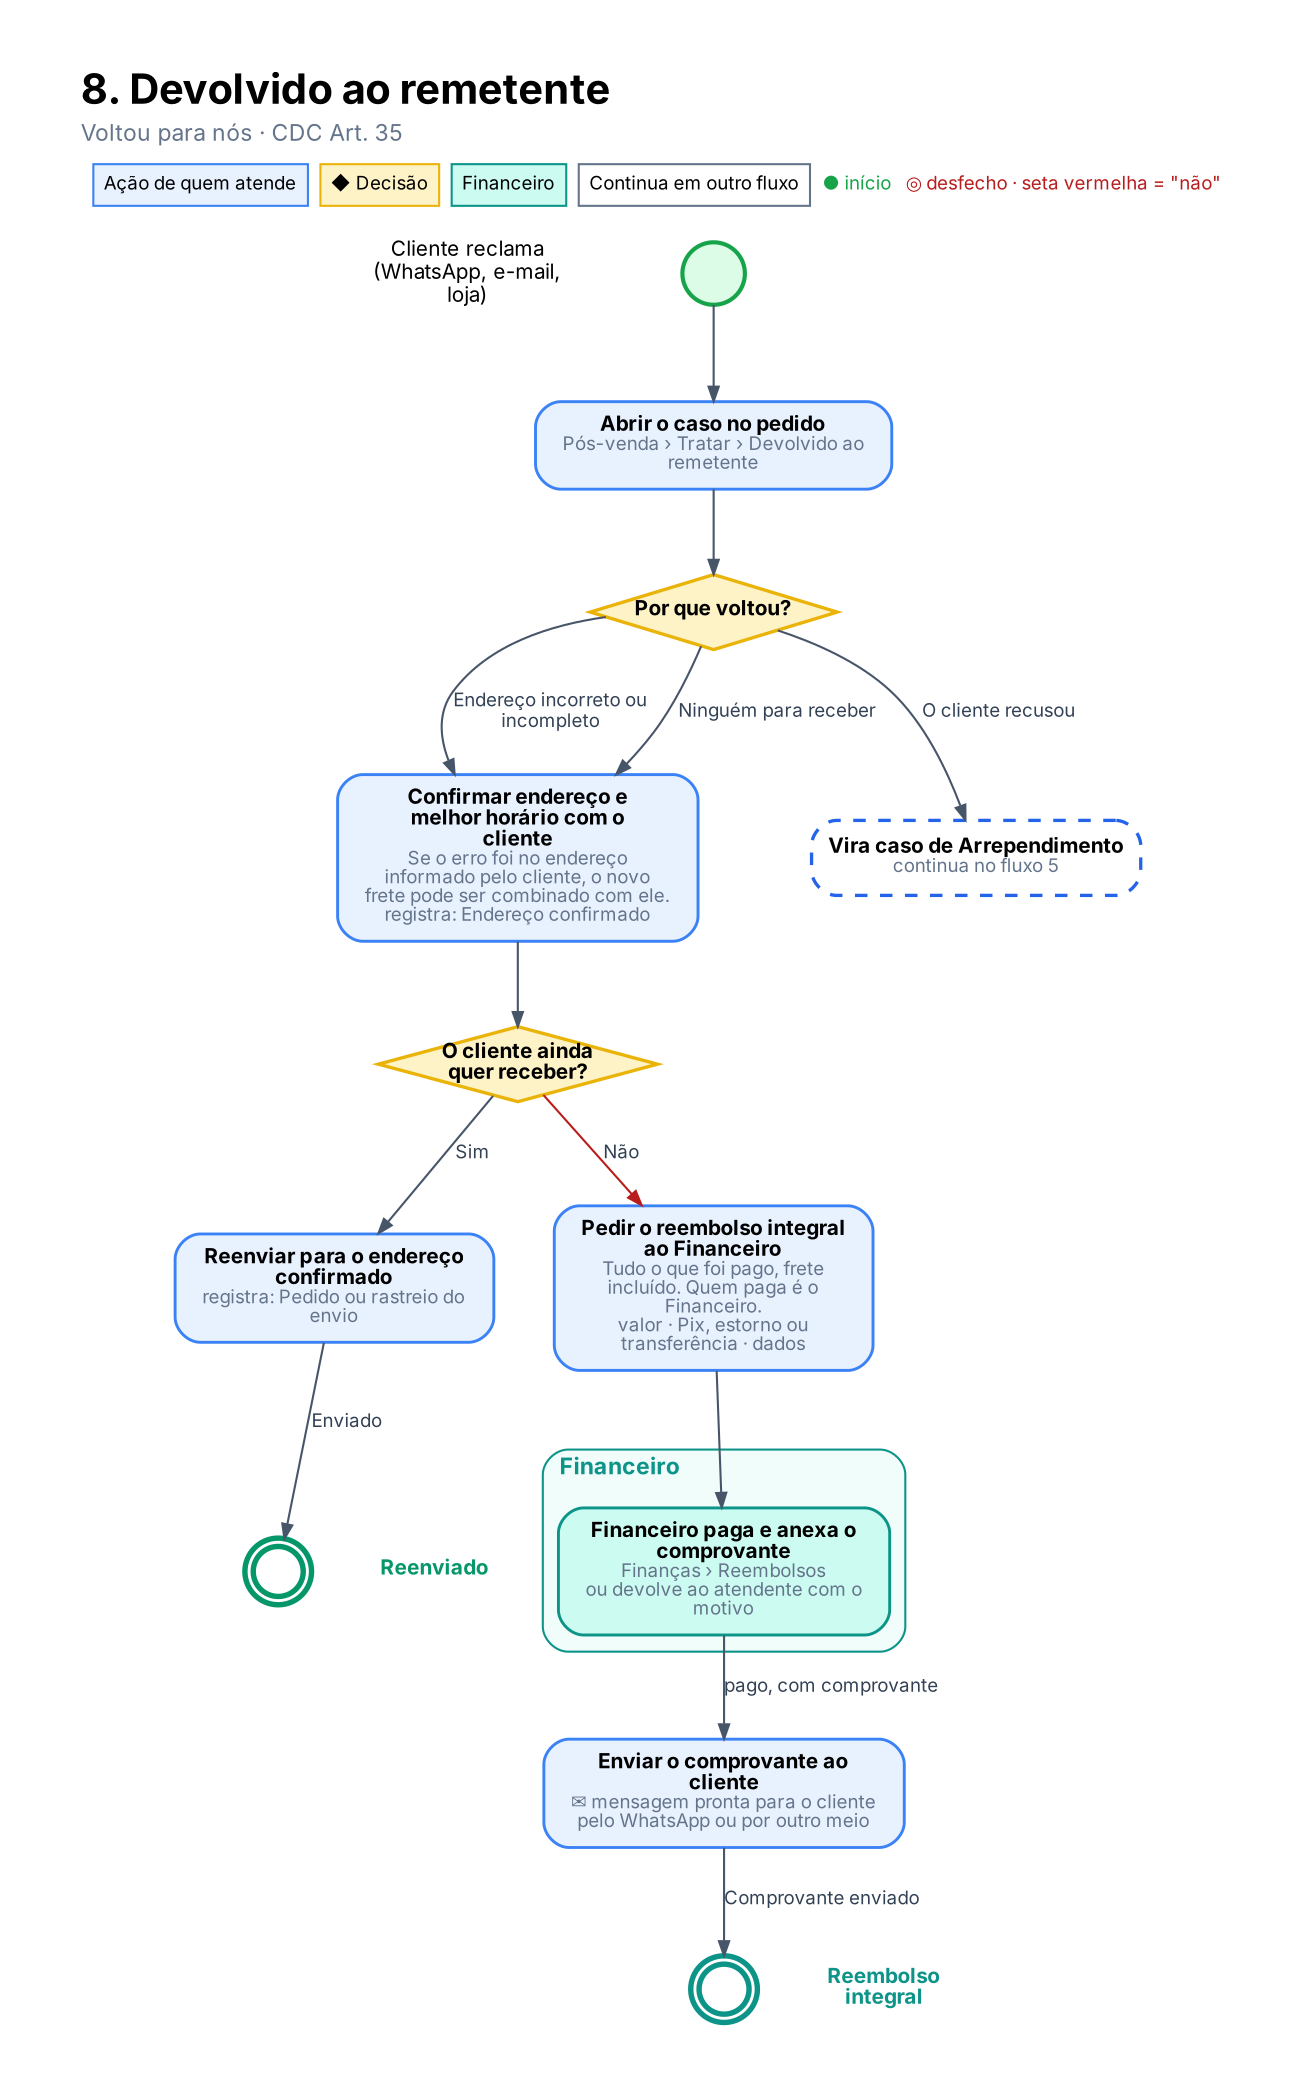 8. Devolvido ao remetente
Voltou para nós · CDC Art. 35
Ação de quem atende
◆ Decisão
Financeiro
Continua em outro fluxo
● início
◎ desfecho · seta vermelha = "não"
Cliente reclama
(WhatsApp, e-mail,
loja)
Abrir o caso no pedido
Pós-venda › Tratar › Devolvido ao
remetente
Por que voltou?
Endereço incorreto ou
incompleto
Ninguém para receber
O cliente recusou
Confirmar endereço e
melhor horário com o
cliente
Se o erro foi no endereço
informado pelo cliente, o novo
frete pode ser combinado com ele.
registra: Endereço confirmado
Vira caso de Arrependimento
continua no fluxo 5
O cliente ainda
quer receber?
Sim
Não
Reenviar para o endereço
confirmado
registra: Pedido ou rastreio do
envio
Pedir o reembolso integral
ao Financeiro
Tudo o que foi pago, frete
incluído. Quem paga é o
Financeiro.
valor · Pix, estorno ou
transferência · dados
Enviado
Financeiro
Financeiro paga e anexa o
comprovante
Finanças › Reembolsos
ou devolve ao atendente com o
motivo
Reenviado
pago, com comprovante
Enviar o comprovante ao
cliente
✉ mensagem pronta para o cliente
pelo WhatsApp ou por outro meio
Comprovante enviado
Reembolso
integral